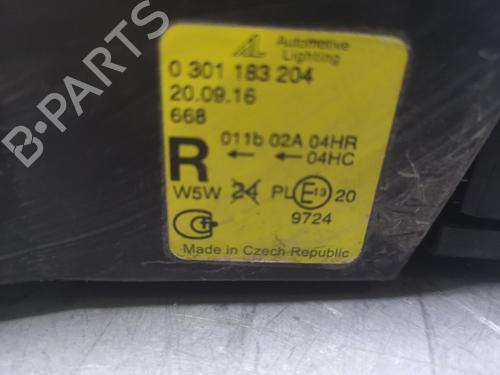 AL Automotive
Lighting
0 301 183 204
20.09.16
668
R 011b 02A 04HR
← ←04HC
W5W 24 PL E13 20
9724
Made in Czech Republic
B-PARTS